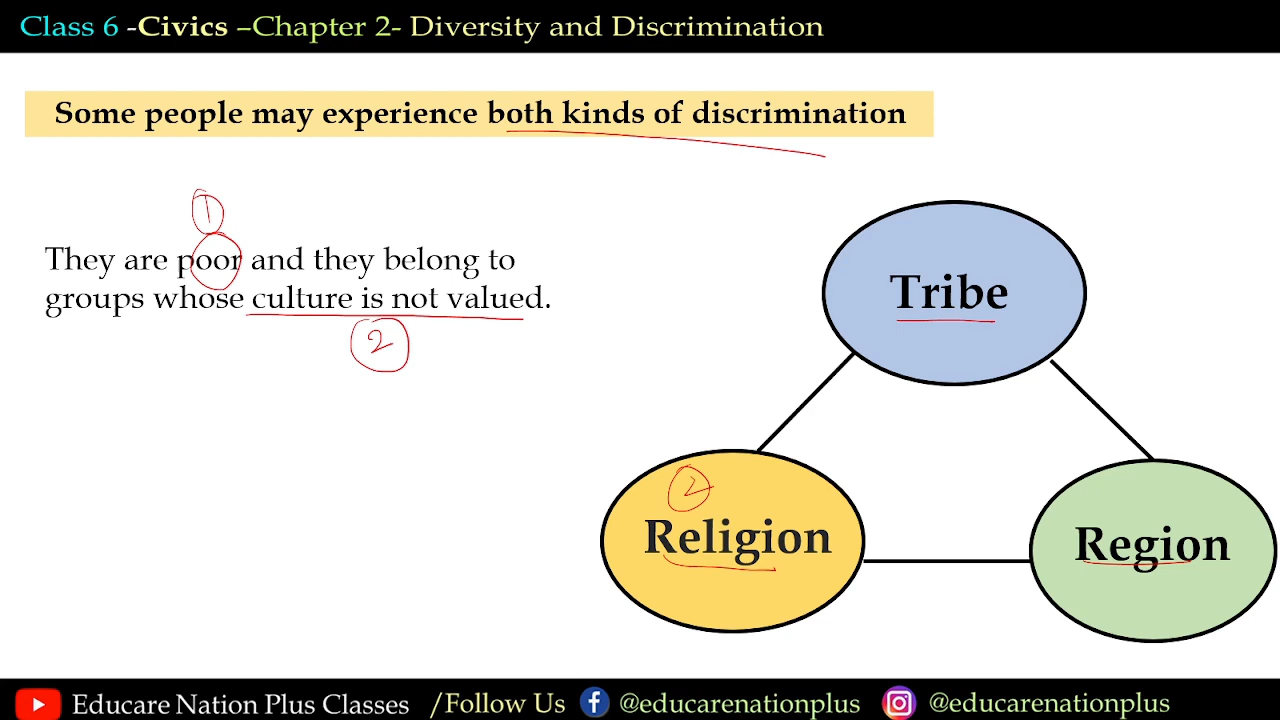 Class 6 -Civics –Chapter 2- Diversity and Discrimination
Some people may experience both kinds of discrimination
1
They are poor and they belong to
groups whose culture is not valued.
2
Tribe
2
Religion
Region
Educare Nation Plus Classes /Follow Us @educarenationplus @educarenationplus